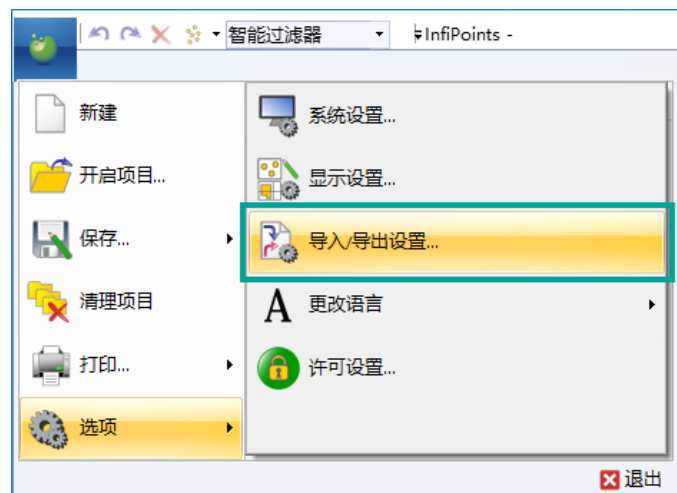 智能过滤器
InfiPoints -
新建
开启项目...
保存...
清理项目
打印...
选项
系统设置...
显示设置...
导入/导出设置...
A 更改语言
许可设置...
退出